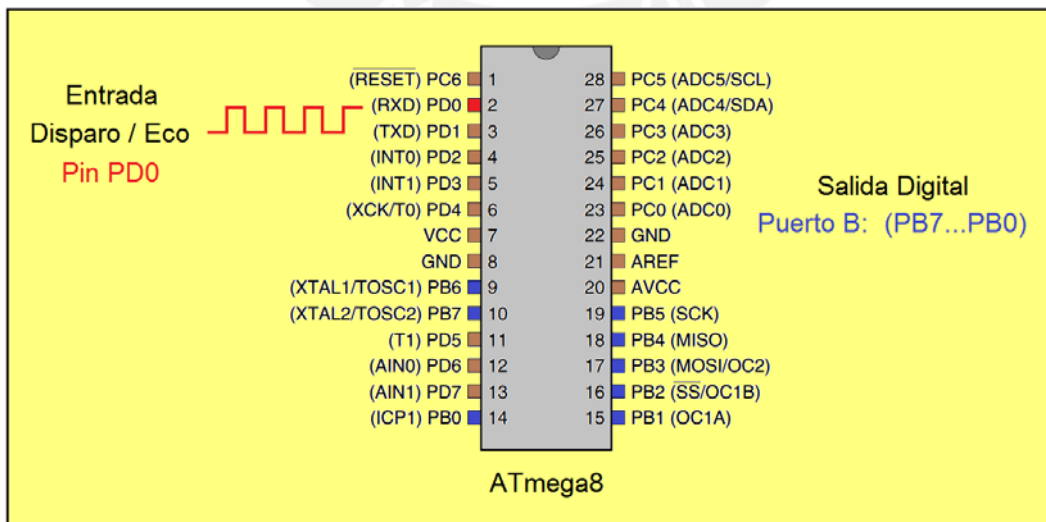 Entrada
Disparo / Eco
Pin PD0
(RESET) PC6 1
(RXD) PD0 2
(TXD) PD1 3
(INT0) PD2 4
(INT1) PD3 5
(XCK/T0) PD4 6
VCC 7
GND 8
(XTAL1/TOSC1) PB6 9
(XTAL2/TOSC2) PB7 10
(T1) PD5 11
(AIN0) PD6 12
(AIN1) PD7 13
(ICP1) PB0 14
28 PC5 (ADC5/SCL)
27 PC4 (ADC4/SDA)
26 PC3 (ADC3)
25 PC2 (ADC2)
24 PC1 (ADC1)
23 PC0 (ADC0)
22 GND
21 AREF
20 AVCC
19 PB5 (SCK)
18 PB4 (MISO)
17 PB3 (MOSI/OC2)
16 PB2 (SS/OC1B)
15 PB1 (OC1A)
Salida Digital
Puerto B: (PB7...PB0)
ATmega8